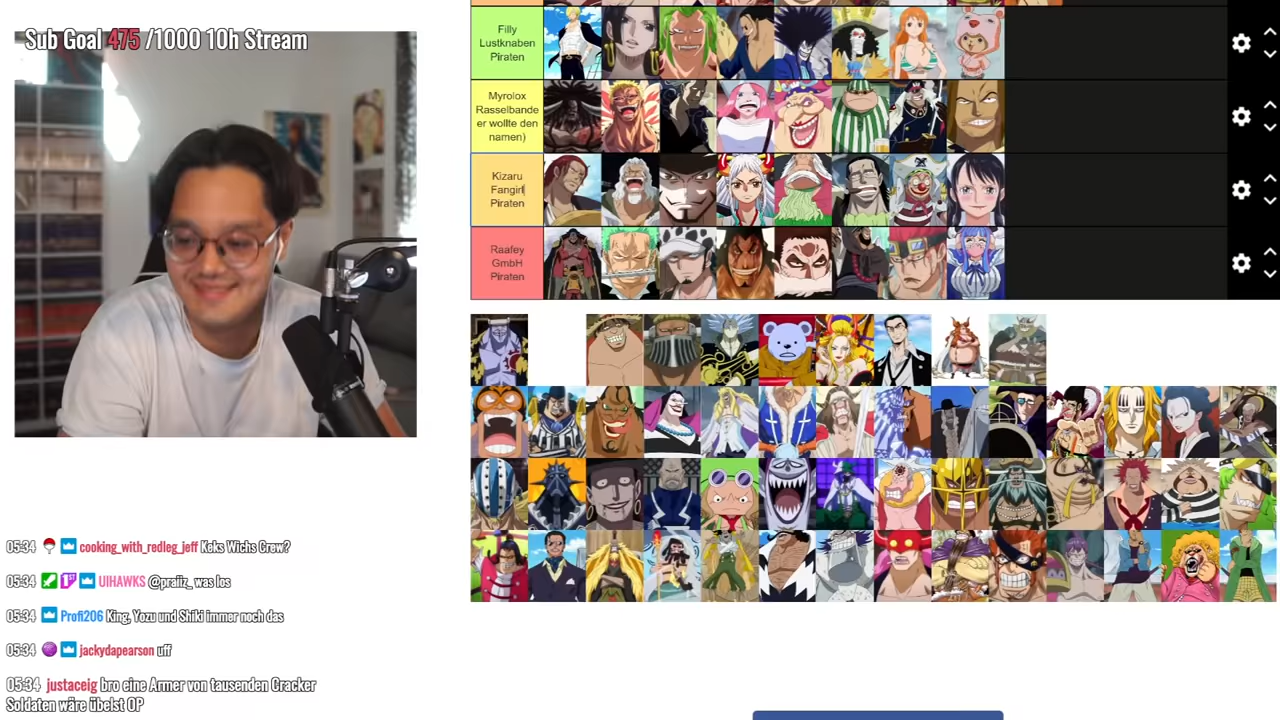 Sub Goal 475 /1000 10h Stream
Filly
Lustknaben
Piraten
Myrolox
Rasselbande
er wollte den
namen)
Kizaru
Fangirl
Piraten
Raafey
GmbH
Piraten
05:34 cooking_with_redleg_jeff Keks Wichs Crew?
05:34 UIHAWKS @praiiz_ was los
05:34 Profi206 King, Yozu und Shiki immer noch das
05:34 jackydapearson uff
05:34 justaceig bro eine Armer von tausenden Cracker
Soldaten wäre übelst OP